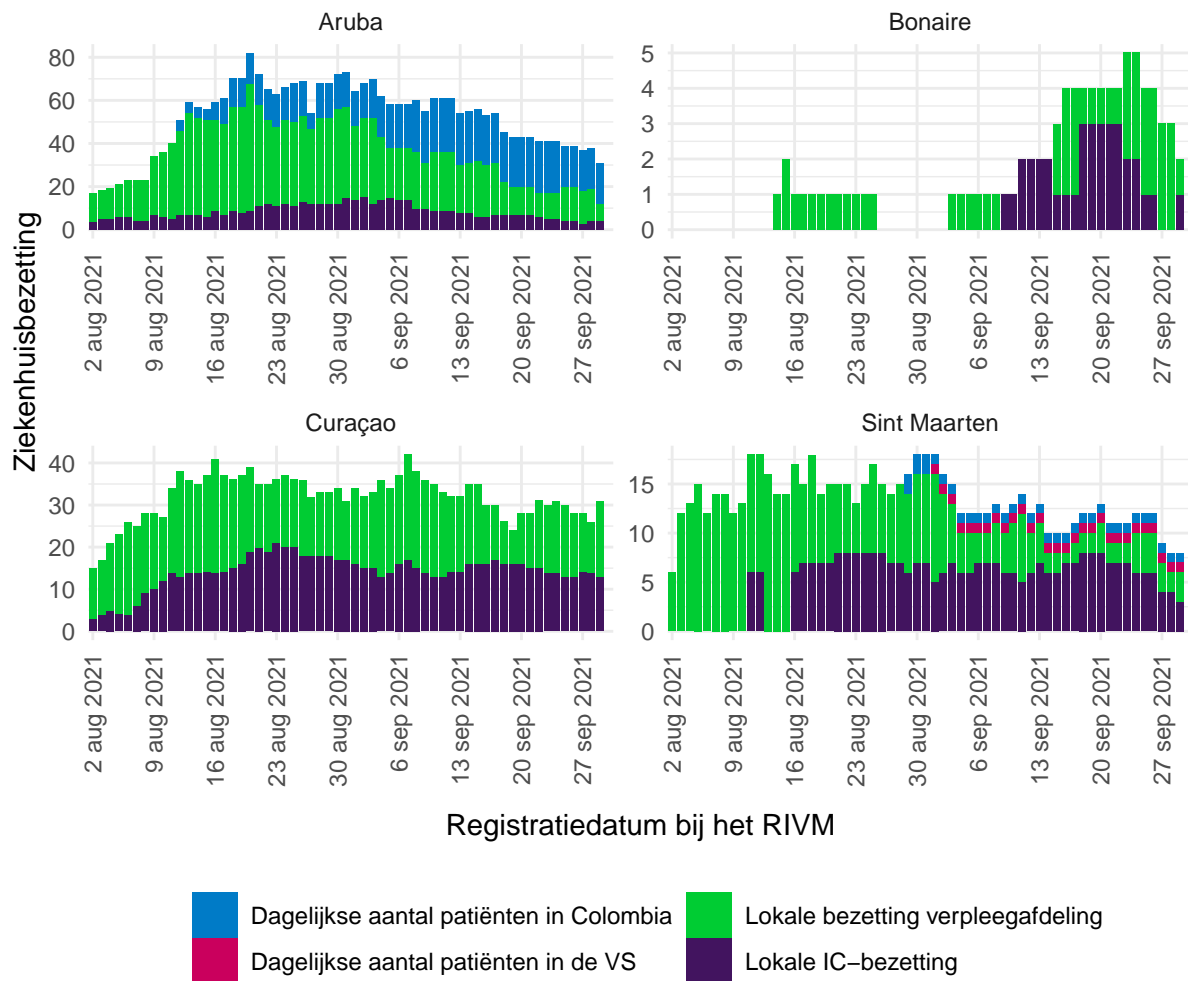 Aruba
Bonaire
80
60
40
20
0
5
4
3
2
1
0
2 aug 2021
9 aug 2021
16 aug 2021
23 aug 2021
30 aug 2021
6 sep 2021
13 sep 2021
20 sep 2021
27 sep 2021
2 aug 2021
9 aug 2021
16 aug 2021
23 aug 2021
30 aug 2021
6 sep 2021
13 sep 2021
20 sep 2021
27 sep 2021
Ziekenhuisbezetting
Curaçao
Sint Maarten
40
30
20
10
0
15
10
5
0
2 aug 2021
9 aug 2021
16 aug 2021
23 aug 2021
30 aug 2021
6 sep 2021
13 sep 2021
20 sep 2021
27 sep 2021
2 aug 2021
9 aug 2021
16 aug 2021
23 aug 2021
30 aug 2021
6 sep 2021
13 sep 2021
20 sep 2021
27 sep 2021
Registratiedatum bij het RIVM
Dagelijkse aantal patiënten in Colombia
Dagelijkse aantal patiënten in de VS
Lokale bezetting verpleegafdeling
Lokale IC−bezetting